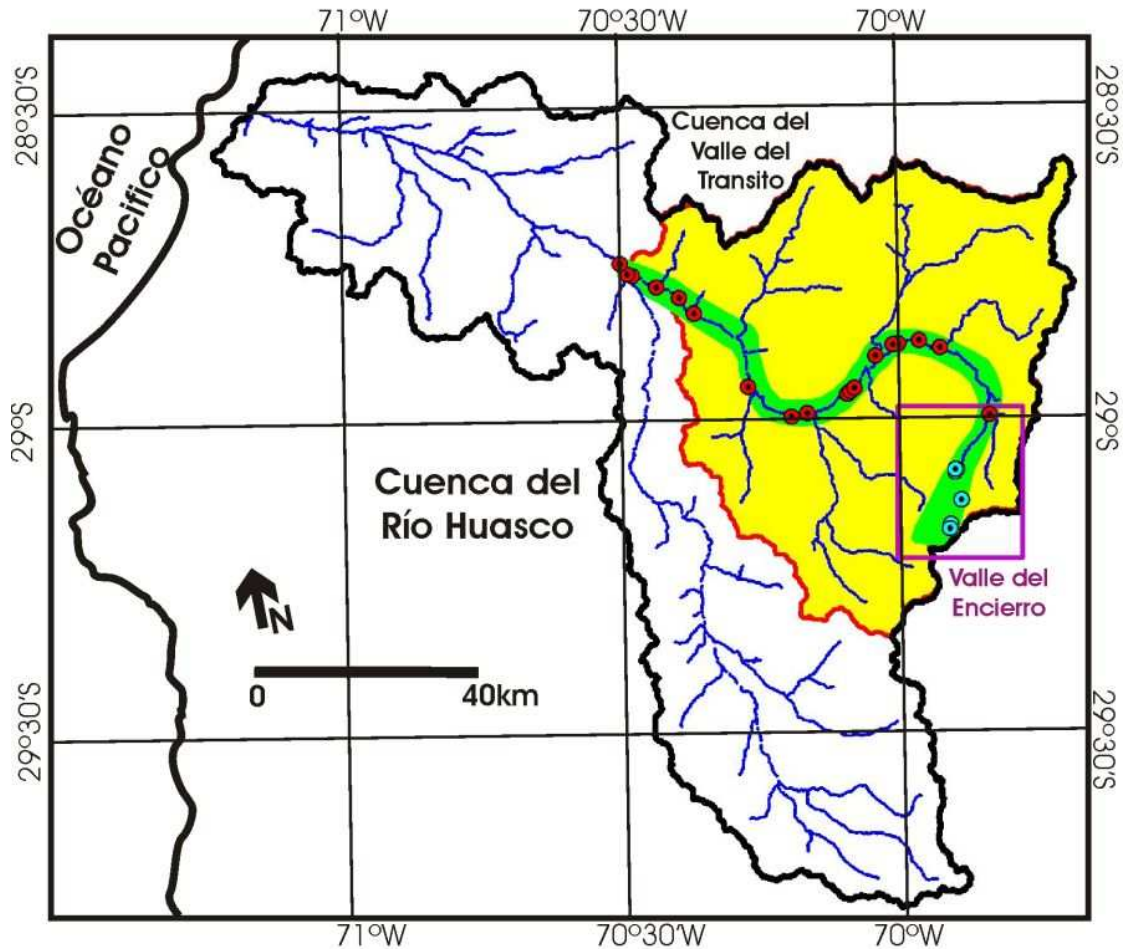 71ºW
70º30'W
70ºW
28º30'S
28º30'S
Océano
Pacifico
Cuenca del
Valle del
Transito
29ºS
29ºS
Cuenca del
Río Huasco
Valle del
Encierro
N
0
40km
29º30'S
29º30'S
71ºW
70º30'W
70ºW